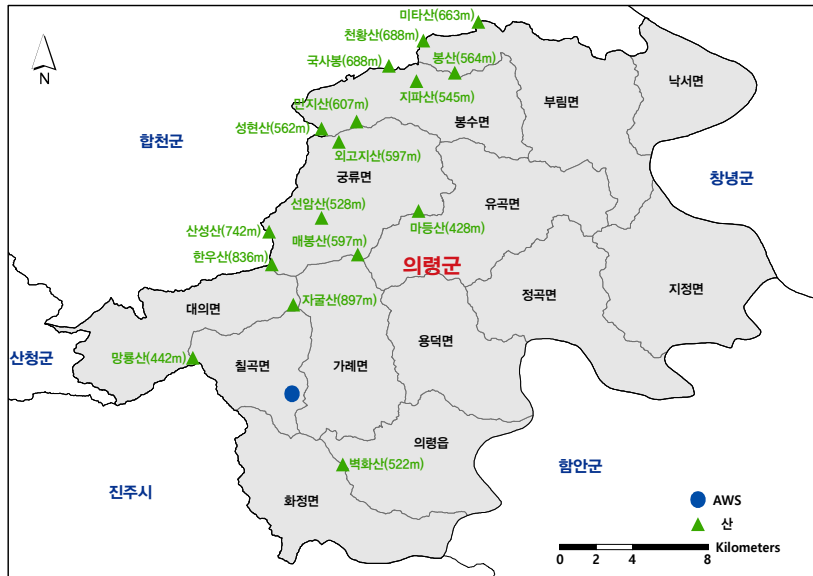 미타산(663m)
천황산(688m)
국사봉(688m)
봉산(564m)
지파산(545m)
낙서면
N
만지산(607m)
봉수면
부림면
성현산(562m)
합천군
외고지산(597m)
궁류면
창녕군
선암산(528m)
유곡면
산성산(742m)
마등산(428m)
매봉산(597m)
한우산(836m)
의령군
정곡면
지정면
자굴산(897m)
대의면
용덕면
산청군
망룡산(442m)
칠곡면
가례면
의령읍
벽화산(522m)
함안군
진주시
화정면
AWS
산
Kilometers
0 2 4 8